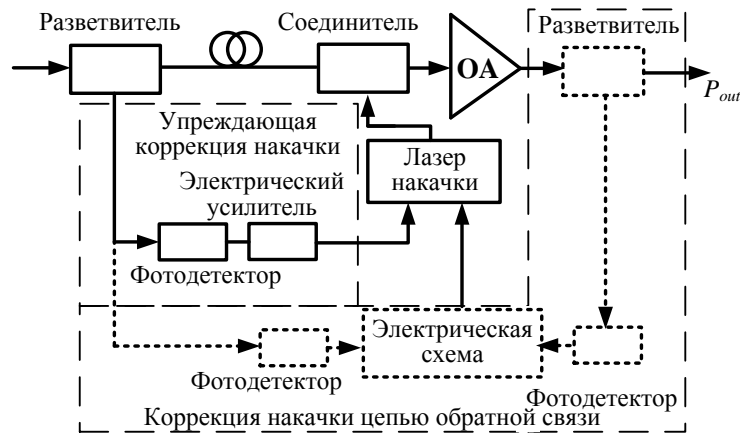 Разветвитель
Соединитель
Разветвитель
ОА
P_out
Упреждающая
коррекция накачки
Лазер
накачки
Электрический
усилитель
Фотодетектор
Электрическая
схема
Фотодетектор
Фотодетектор
Коррекция накачки цепью обратной связи